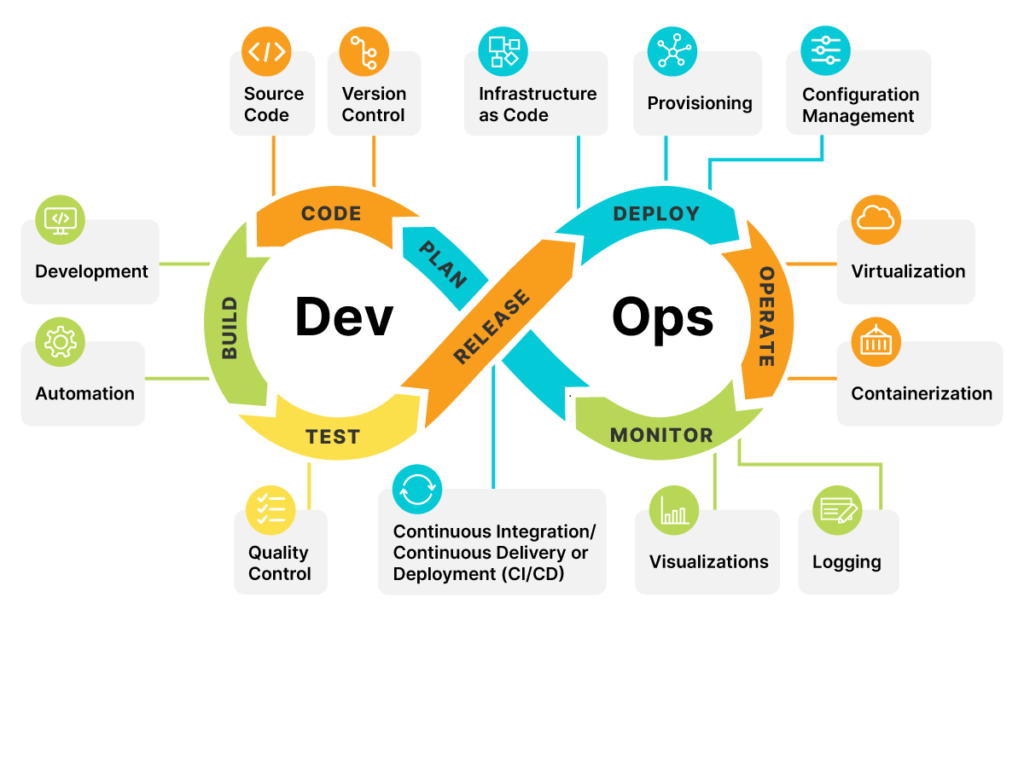 Source
Code
Version
Control
Infrastructure
as Code
Provisioning
Configuration
Management
CODE
PLAN
DEPLOY
Development
BUILD
Dev
RELEASE
Ops
OPERATE
Virtualization
Automation
Containerization
TEST
MONITOR
Quality
Control
Continuous Integration/
Continuous Delivery or
Deployment (CI/CD)
Visualizations
Logging